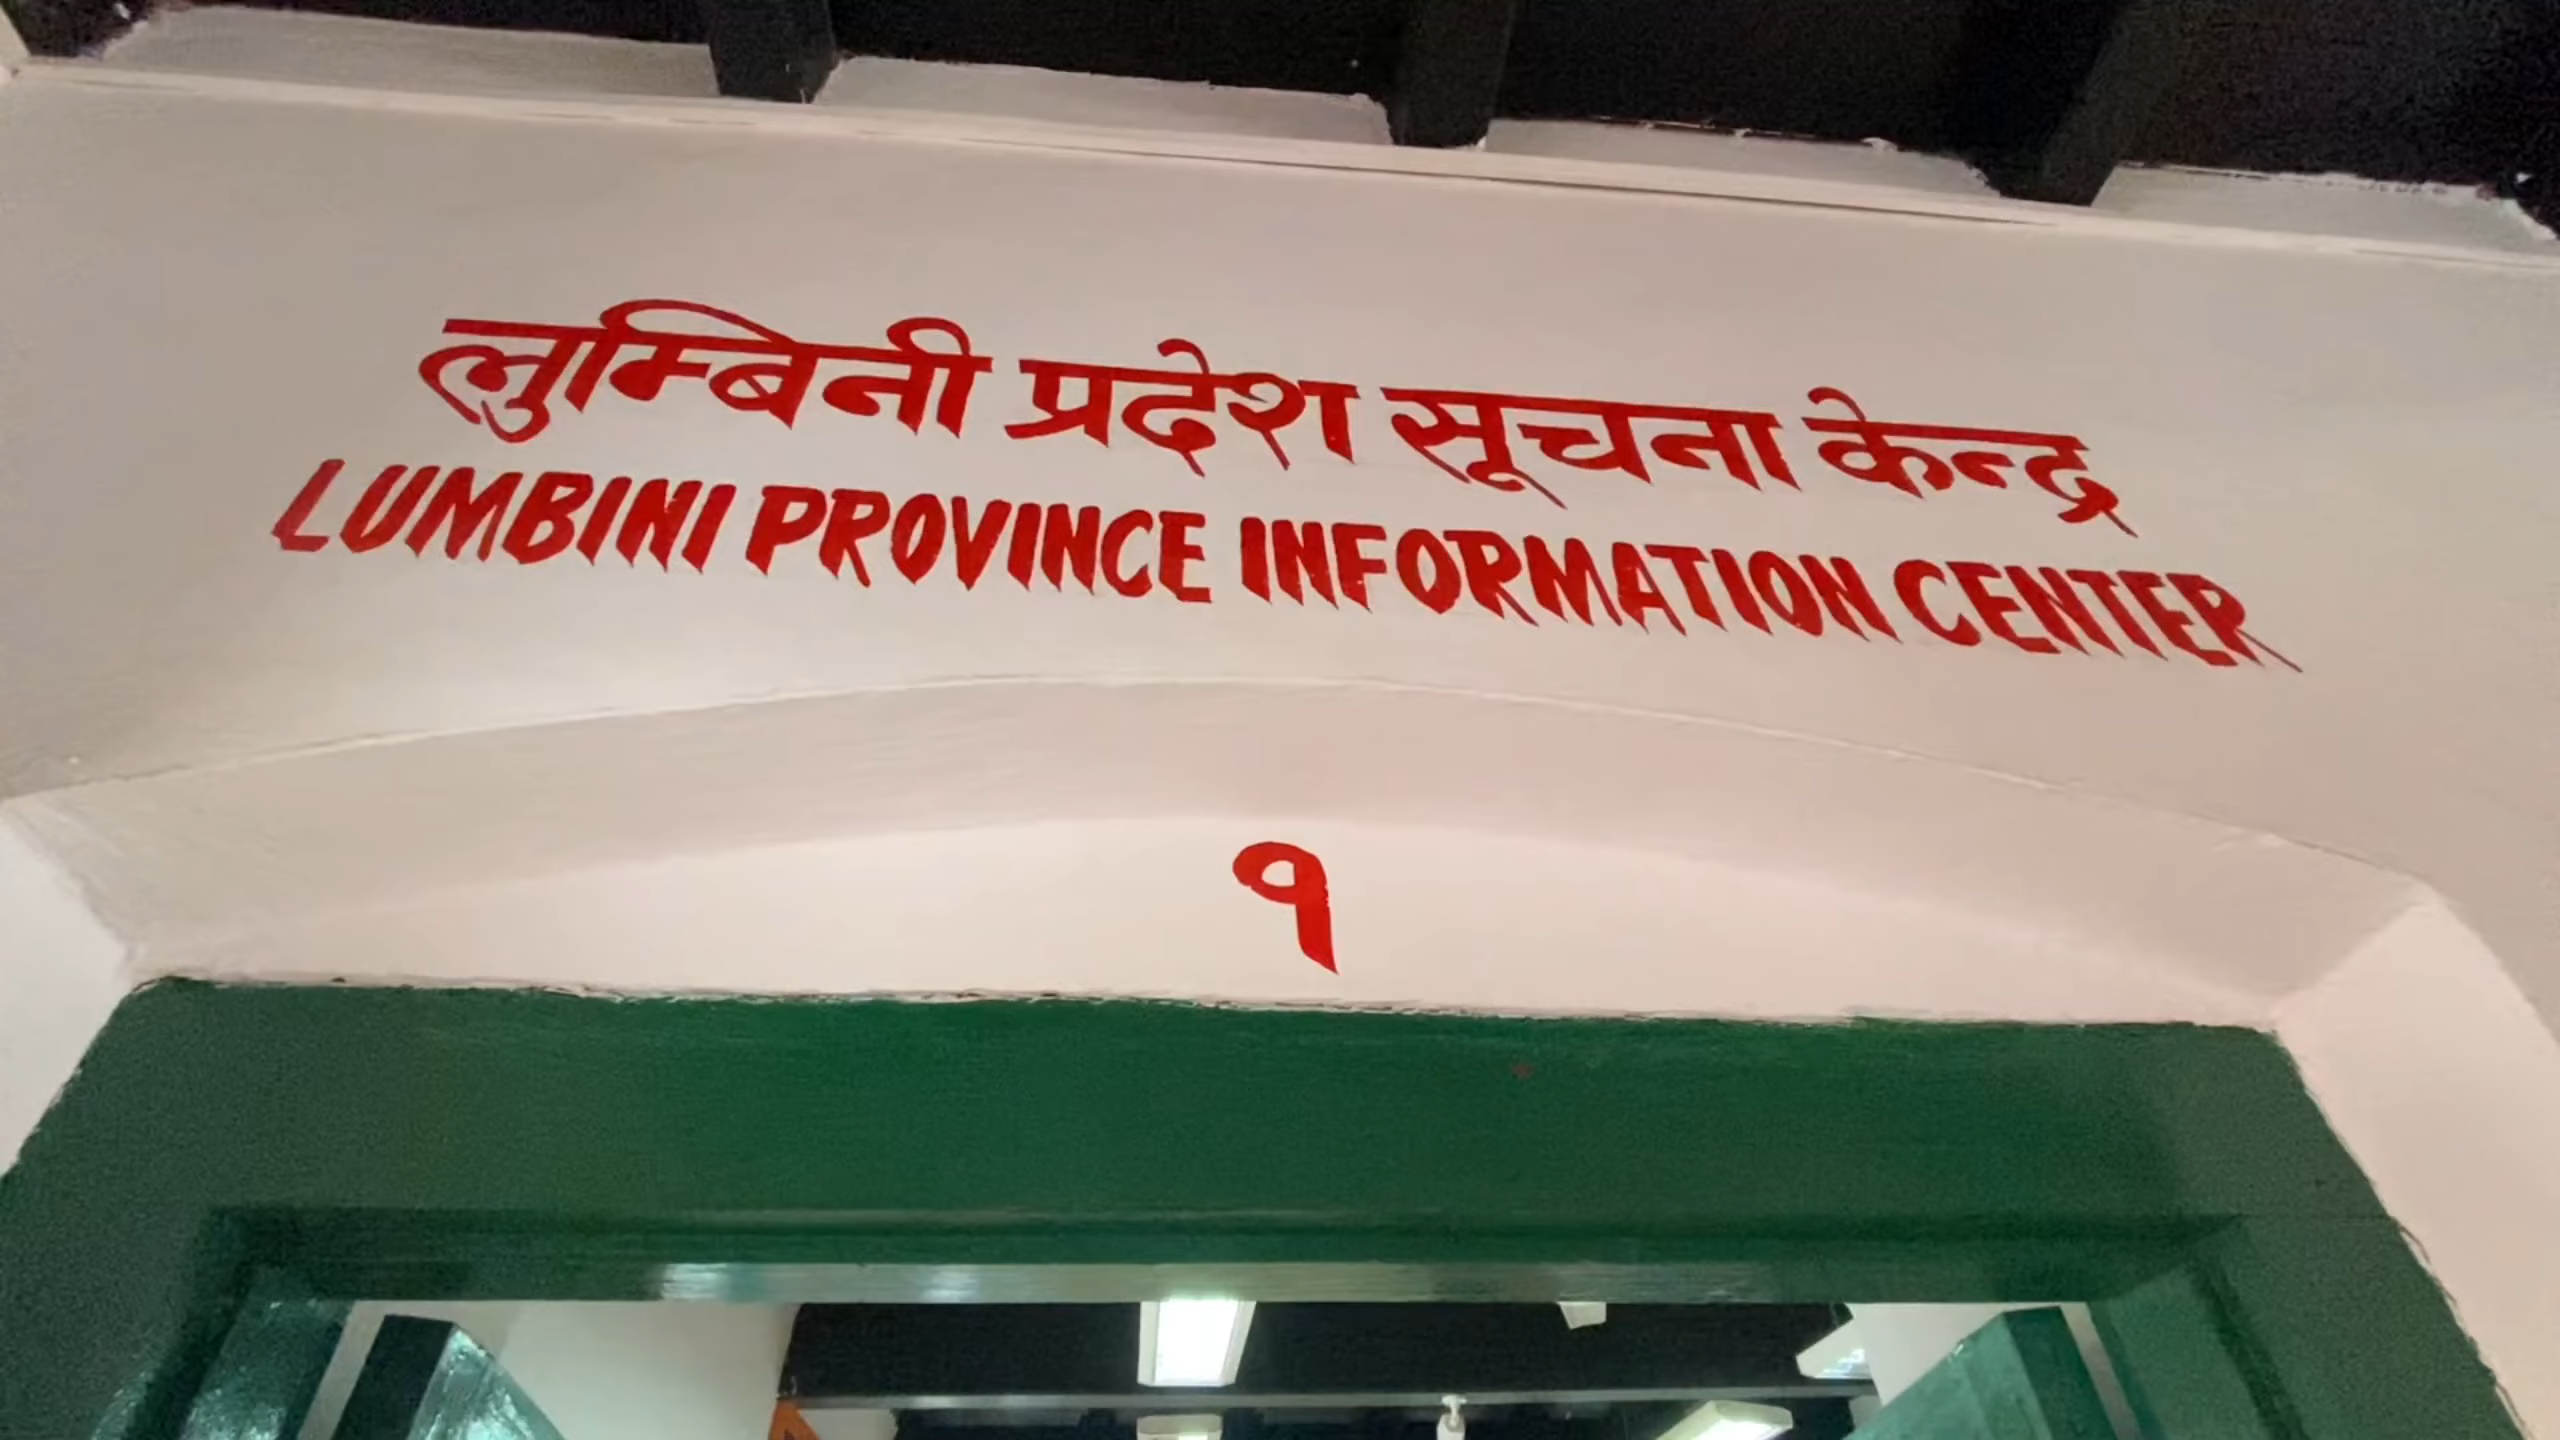 लुम्बिनी प्रदेश सूचना केन्द्र
LUMBINI PROVINCE INFORMATION CENTER
१